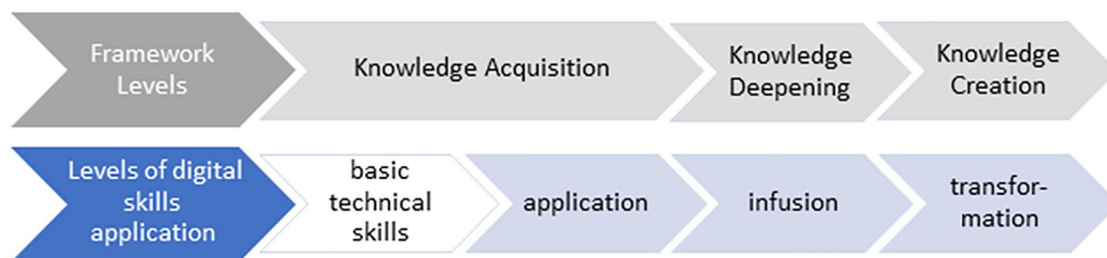 Framework
Levels
Knowledge Acquisition
Knowledge
Deepening
Knowledge
Creation
Levels of digital
skills
application
basic
technical
skills
application
infusion
transfor-
mation